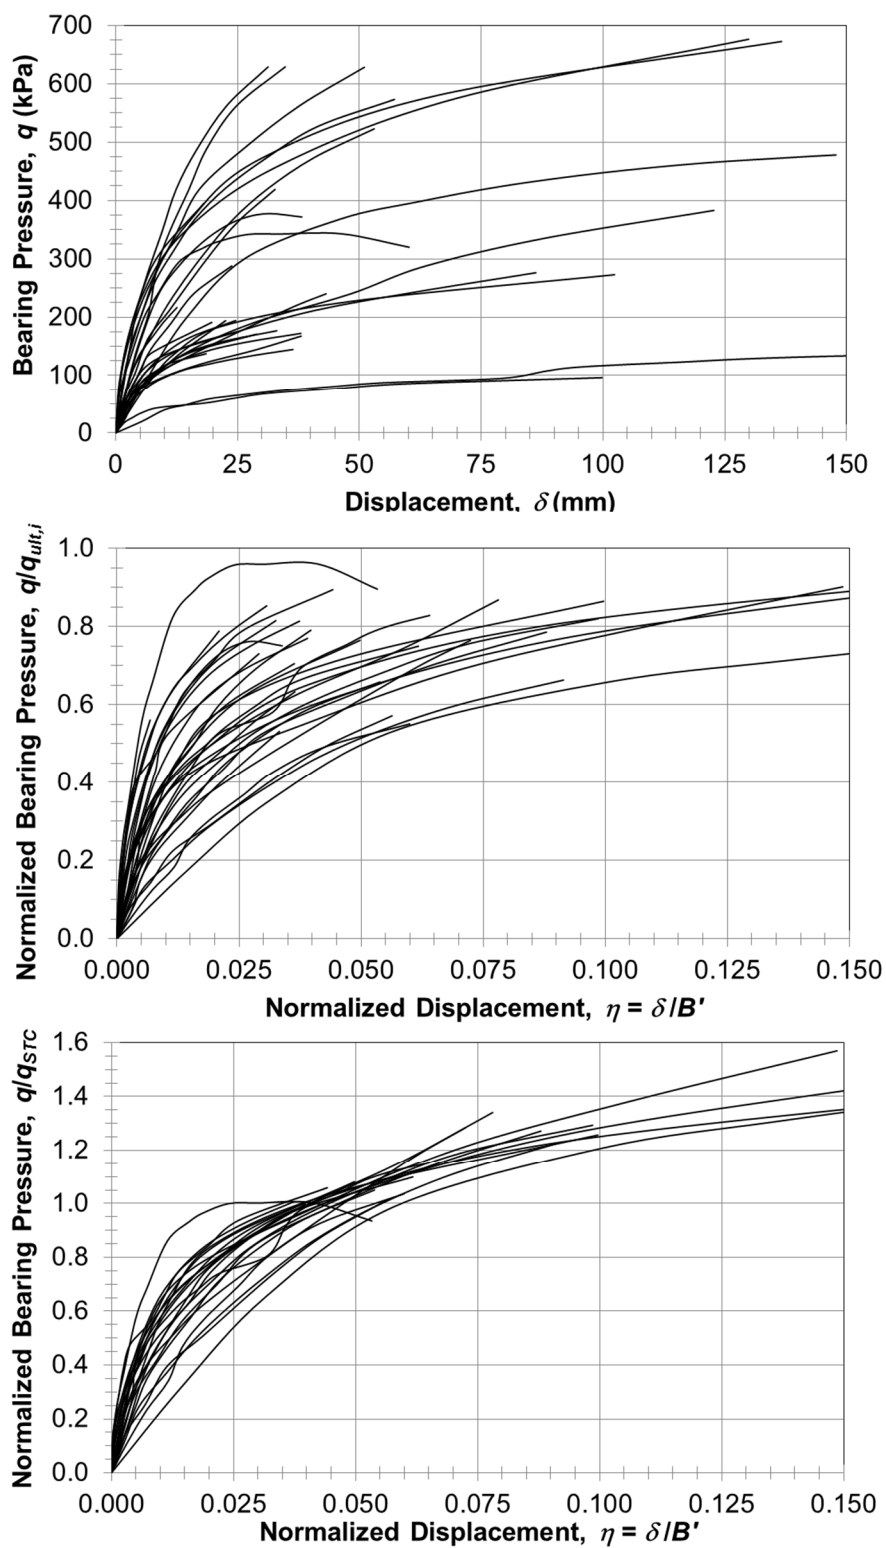 Bearing Pressure, q (kPa)
700
600
500
400
300
200
100
0
0 25 50 75 100 125 150
Displacement, δ (mm)
Normalized Bearing Pressure, q/qult,i
1.0
0.8
0.6
0.4
0.2
0.0
0.000 0.025 0.050 0.075 0.100 0.125 0.150
Normalized Displacement, η = δ/B'
Normalized Bearing Pressure, q/qSTC
1.6
1.4
1.2
1.0
0.8
0.6
0.4
0.2
0.0
0.000 0.025 0.050 0.075 0.100 0.125 0.150
Normalized Displacement, η = δ/B'